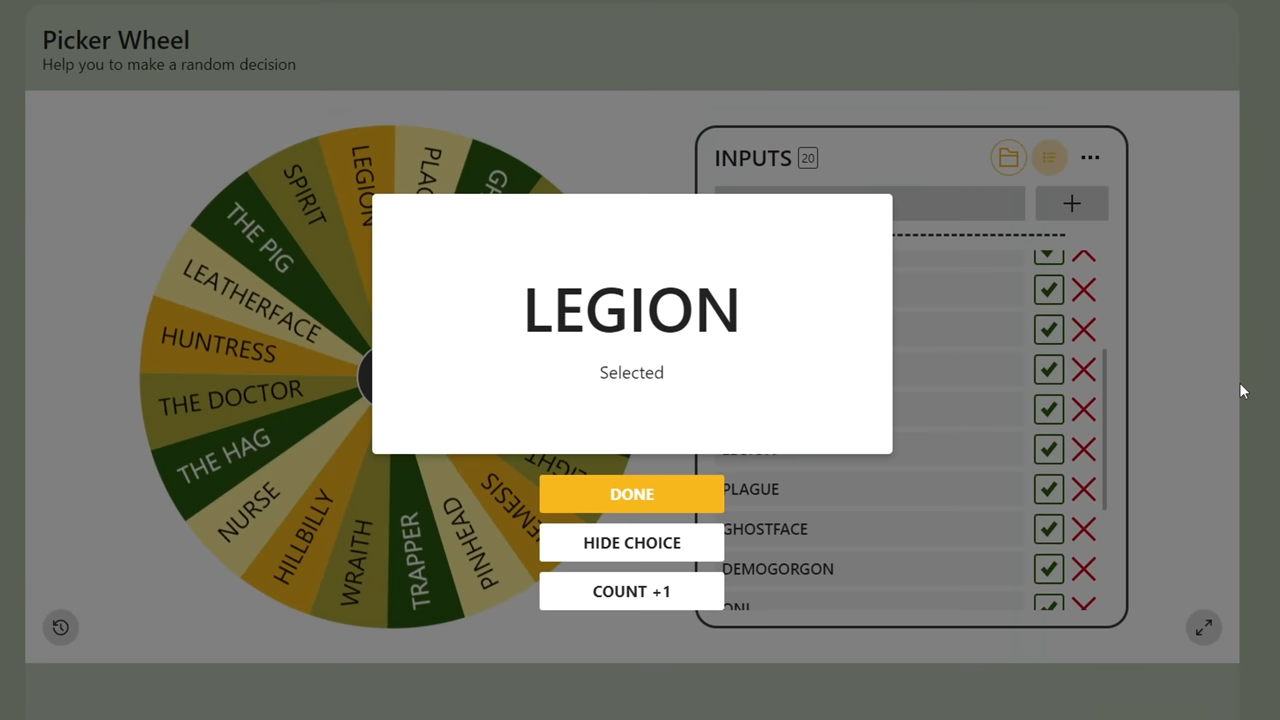 Picker Wheel
Help you to make a random decision
LEGION
SPIRIT
THE PIG
LEATHERFACE
HUNTRESS
THE DOCTOR
THE HAG
NURSE
HILLBILLY
WRAITH
TRAPPER
PINHEAD
INPUTS 20
LEGION
Selected
DONE
HIDE CHOICE
COUNT +1
PLAGUE
GHOSTFACE
DEMOGORGON
ONI